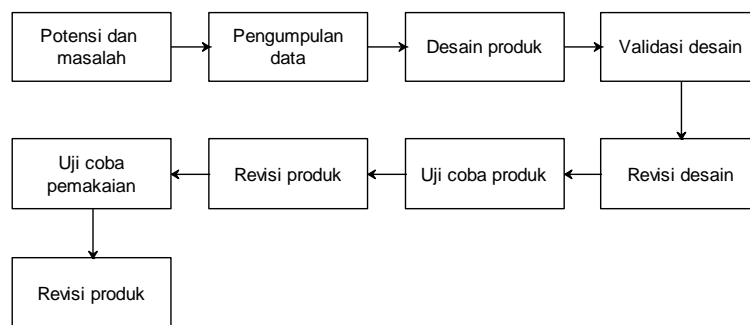 Potensi dan
masalah
Pengumpulan
data
Desain produk
Validasi desain
Revisi desain
Uji coba produk
Revisi produk
Uji coba
pemakaian
Revisi produk